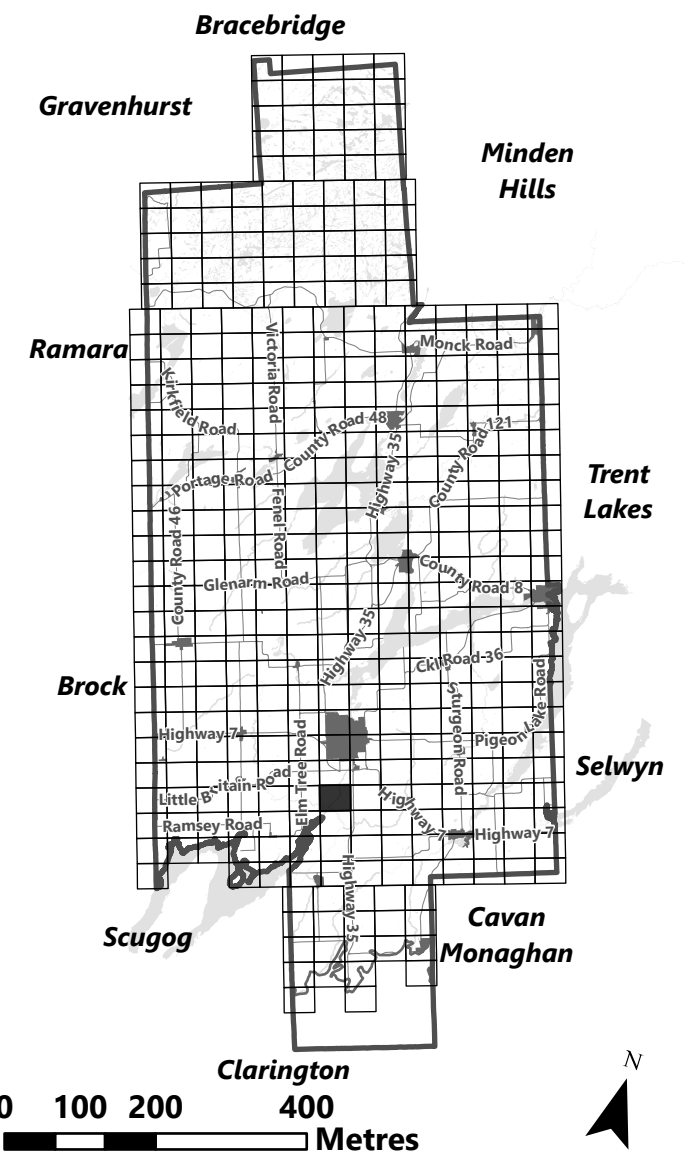 Bracebridge
Gravenhurst
Minden
Hills
Ramara
Victoria Road
Monck Road
Kirkfield Road
County Road 48
Highway 35
County Road 121
Portage Road
Trent
Lakes
Fenel Road
County Road 46
Glenarm Road
County Road 8
Highway 35
Ckl Road 36
Brock
Sturgeon Road
Pigeon Lake Road
Highway 7
Elm Tree Road
Selwyn
Little Britain Road
Highway 7
Ramsey Road
Highway 7
Highway 35
Scugog
Cavan
Monaghan
Clarington
N
0 100 200 400
Metres